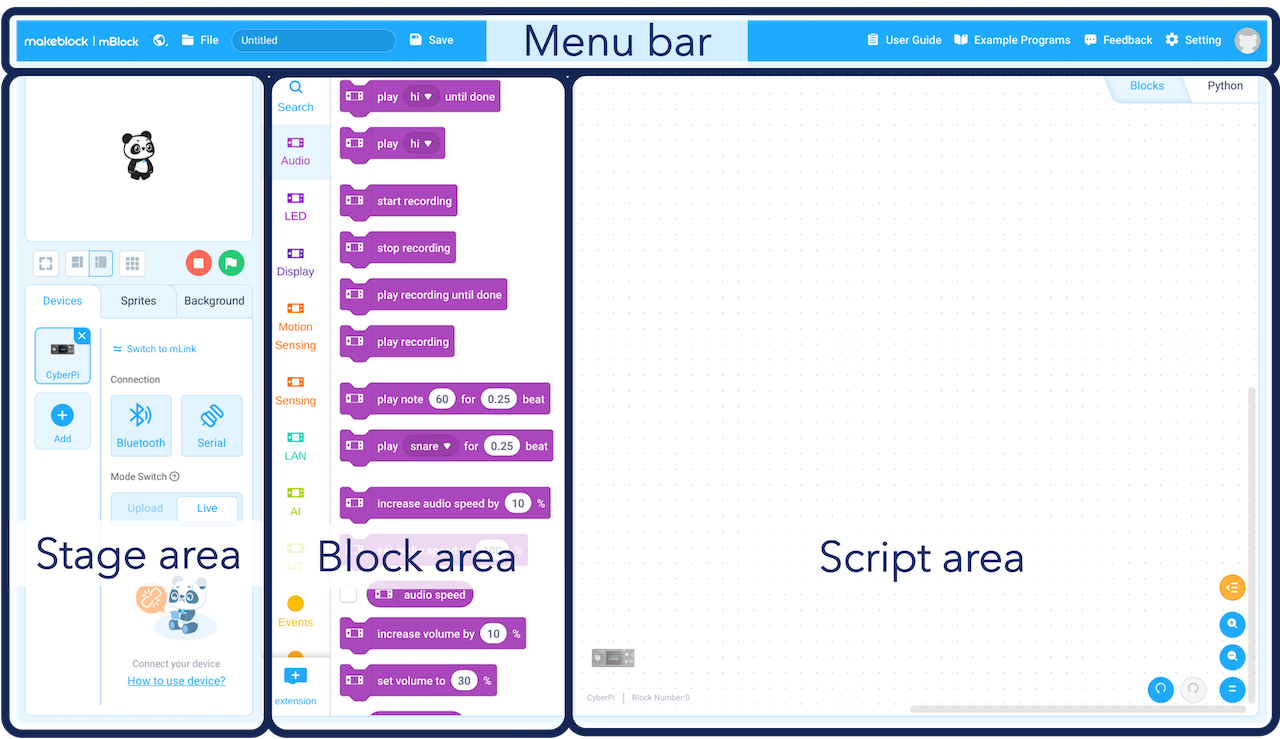 makeblock | mBlock
File
Untitled
Save
Menu bar
User Guide
Example Programs
Feedback
Setting
Devices
Sprites
Background
CyberPi
Add
Switch to mLink
Connection
Bluetooth
Serial
Mode Switch
Upload
Live
Stage area
Connect your device
How to use device?
Search
Audio
LED
Display
Motion
Sensing
Sensing
LAN
AI
IoT
Events
extension
play hi until done
play hi
start recording
stop recording
play recording until done
play recording
play note 60 for 0.25 beat
play snare for 0.25 beat
increase audio speed by 10 %
Block area
audio speed
increase volume by 10 %
set volume to 30 %
Blocks
Python
Script area
CyberPi
Block Number:0